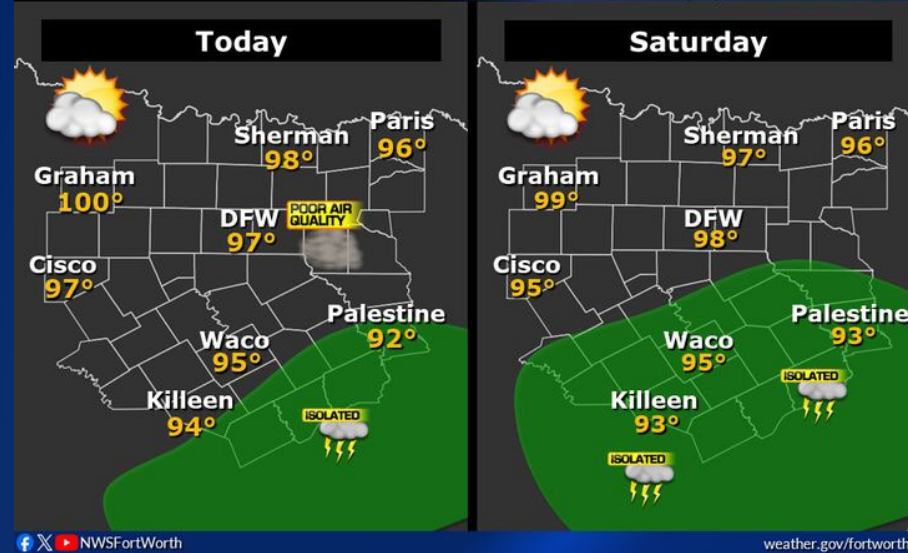 Today
Sherman
98°
Paris
96°
Graham
100°
DFW
97°
POOR AIR
QUALITY
Cisco
97°
Palestine
92°
Waco
95°
Killeen
94°
ISOLATED
Saturday
Sherman
97°
Paris
96°
Graham
99°
DFW
98°
Cisco
95°
Palestine
93°
Waco
95°
ISOLATED
Killeen
93°
ISOLATED
NWSFortWorth
weather.gov/fortworth